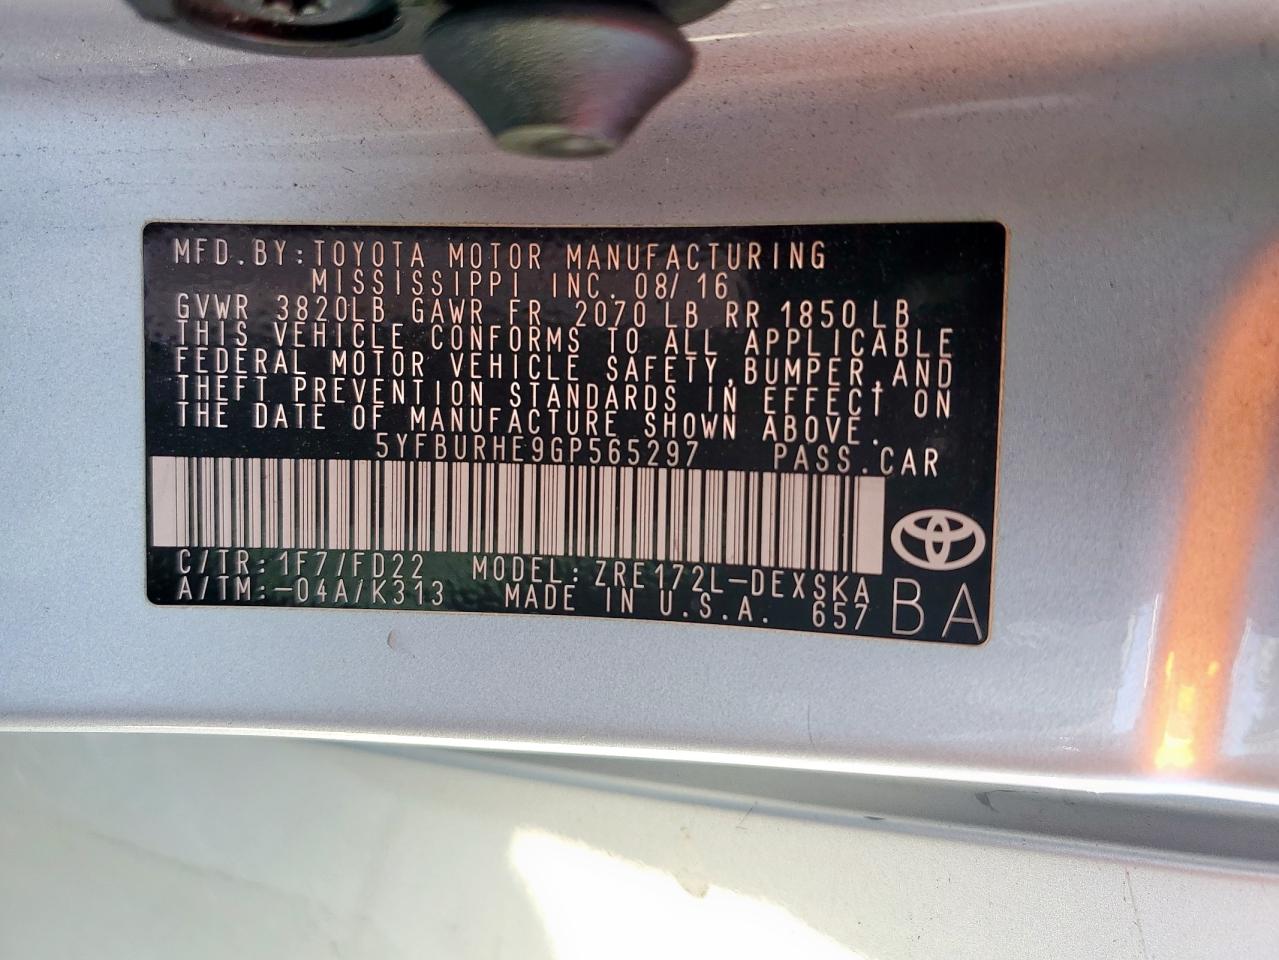 MFD.BY:TOYOTA MOTOR MANUFACTURING
MISSISSIPPI INC. 08/16
GVWR 3820LB GAWR FR 2070 LB RR 1850 LB
THIS VEHICLE CONFORMS TO ALL APPLICABLE
FEDERAL MOTOR VEHICLE SAFETY,BUMPER,AND
THEFT PREVENTION STANDARDS IN EFFECT ON
THE DATE OF MANUFACTURE SHOWN ABOVE.
5YFBURHE9GP565297 PASS.CAR
C/TR:1F7/FD22 MODEL:ZRE172L-DEXSKA
A/TM:-04A/K313 MADE IN U.S.A. 657 BA